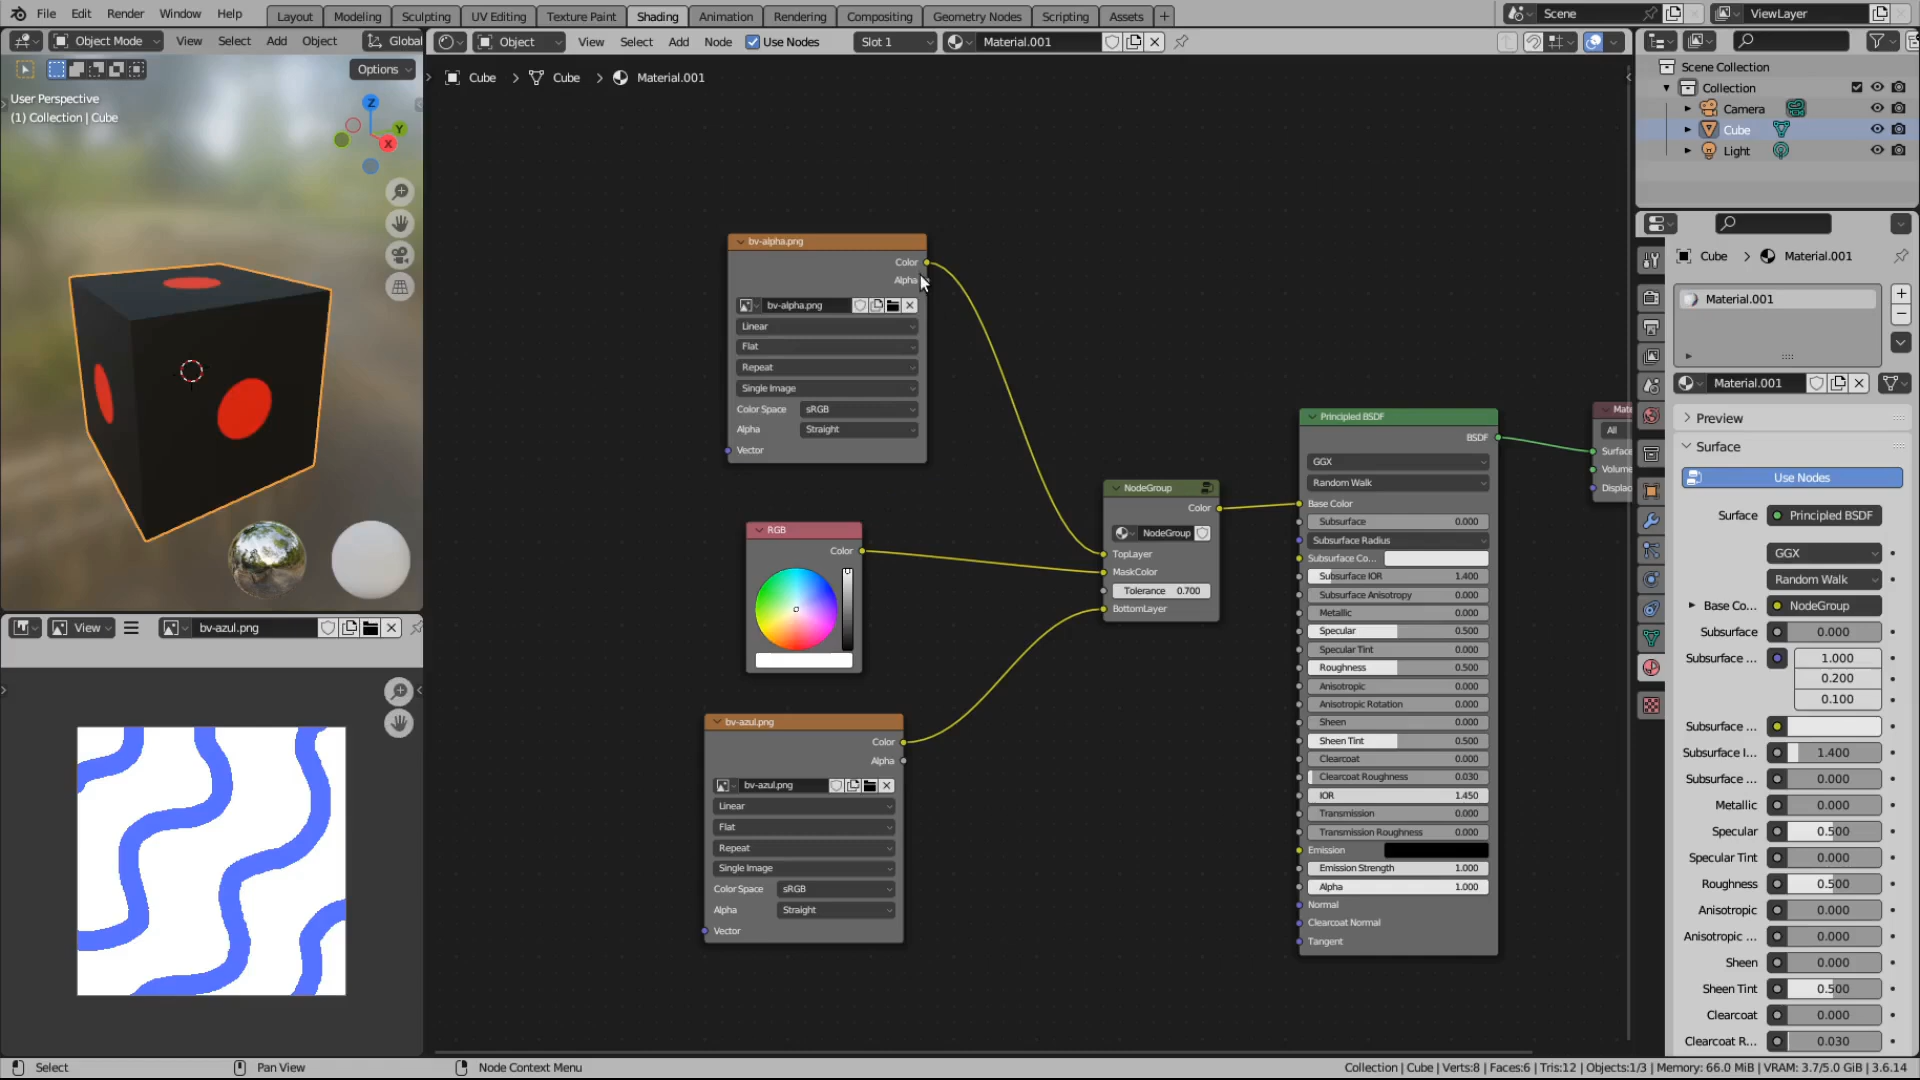 File Edit Render Window Help Layout Modeling Sculpting UV Editing Texture Paint Shading Animation Rendering Compositing Geometry Nodes Scripting Assets + Scene ViewLayer
Object Mode View Select Add Object Global Object View Select Add Node Use Nodes Slot 1 Material.001
Options
Cube > Cube > Material.001
User Perspective
(1) Collection | Cube
Z
Y
X
Scene Collection
Collection
Camera
Cube
Light
bv-alpha.png
Color
Alpha
bv-alpha.png
Linear
Flat
Repeat
Single Image
Color Space sRGB
Alpha Straight
Vector
RGB
Color
bv-azul.png
Color
Alpha
bv-azul.png
Linear
Flat
Repeat
Single Image
Color Space sRGB
Alpha Straight
Vector
NodeGroup
Color
NodeGroup
TopLayer
MaskColor
Tolerance 0.700
BottomLayer
Principled BSDF
BSDF
GGX
Random Walk
Base Color
Subsurface 0.000
Subsurface Radius
Subsurface Co...
Subsurface IOR 1.400
Subsurface Anisotropy 0.000
Metallic 0.000
Specular 0.500
Specular Tint 0.000
Roughness 0.500
Anisotropic 0.000
Anisotropic Rotation 0.000
Sheen 0.000
Sheen Tint 0.500
Clearcoat 0.000
Clearcoat Roughness 0.030
IOR 1.450
Transmission 0.000
Transmission Roughness 0.000
Emission
Emission Strength 1.000
Alpha 1.000
Normal
Clearcoat Normal
Tangent
Mate
All
Surface
Volume
Displac
View bv-azul.png
Cube > Material.001
Material.001
Material.001
Preview
Surface
Use Nodes
Surface Principled BSDF
GGX
Random Walk
Base Co... NodeGroup
Subsurface 0.000
Subsurface ... 1.000
0.200
0.100
Subsurface ...
Subsurface I... 1.400
Subsurface ... 0.000
Metallic 0.000
Specular 0.500
Specular Tint 0.000
Roughness 0.500
Anisotropic 0.000
Anisotropic ... 0.000
Sheen 0.000
Sheen Tint 0.500
Clearcoat 0.000
Clearcoat R... 0.030
Select Pan View Node Context Menu Collection | Cube | Verts:8 | Faces:6 | Tris:12 | Objects:1/3 | Memory: 66.0 MiB | VRAM: 3.7/5.0 GiB | 3.6.14